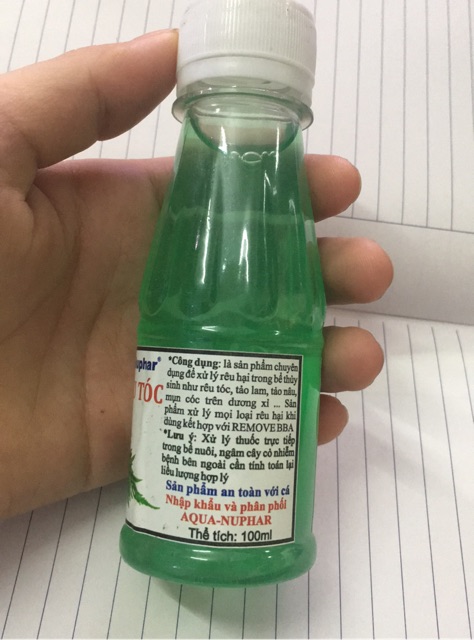 uphar®
TÓC
*Công dụng: là sản phẩm chuyên
dụng để xử lý rêu hại trong bể thủy
sinh như rêu tóc, tảo lam, tảo nâu,
mụn cóc trên dương xỉ ... Sản
phẩm xử lý mọi loại rêu hại khi
dùng kết hợp với REMOVE BBA
*Lưu ý: Xử lý thuốc trực tiếp
trong bể nuôi, ngâm cây có nhiễm
bệnh bên ngoài cần tính toán lại
liều lượng hợp lý
Sản phẩm an toàn với cá
Nhập khẩu và phân phối
AQUA-NUPHAR
Thể tích: 100ml